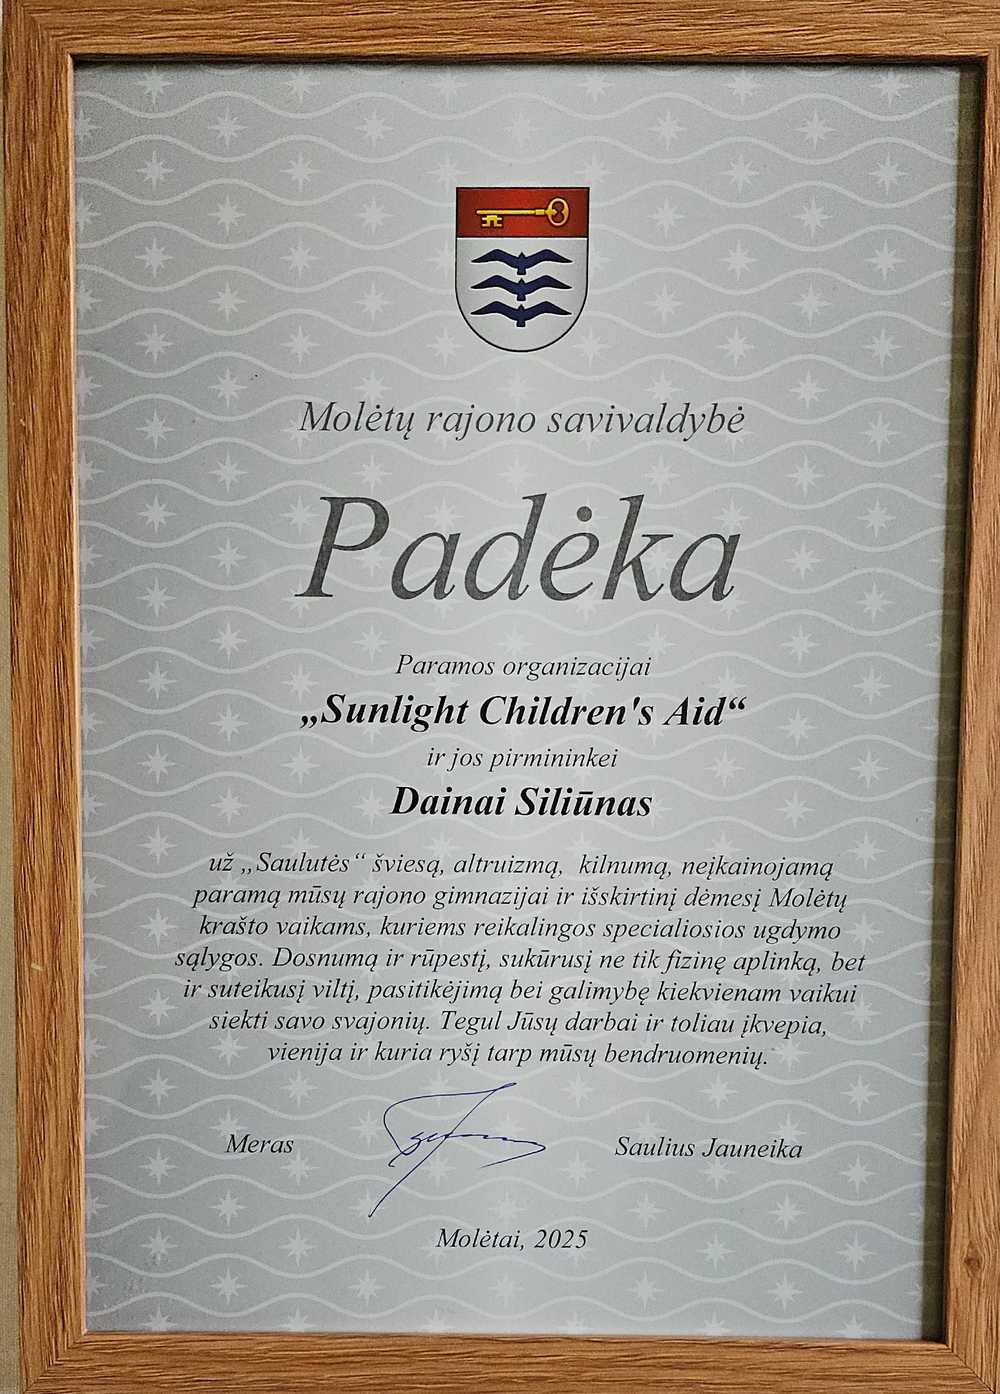 Molėtų rajono savivaldybė
Padėka
Paramos organizacijai
„Sunlight Children's Aid“
ir jos pirmininkei
Dainai Siliūnas
už „Saulutės“ šviesą, altruizmą, kilnumą, neįkainojamą
paramą mūsų rajono gimnazijai ir išskirtinį dėmesį Molėtų
krašto vaikams, kuriems reikalingos specialiosios ugdymo
sąlygos. Dosnumą ir rūpestį, sukūrusį ne tik fizinę aplinką, bet
ir suteikusį viltį, pasitikėjimą bei galimybę kiekvienam vaikui
siekti savo svajonių. Tegul Jūsų darbai ir toliau įkvepia,
vienija ir kuria ryšį tarp mūsų bendruomenių.
Meras Saulius Jauneika
Molėtai, 2025